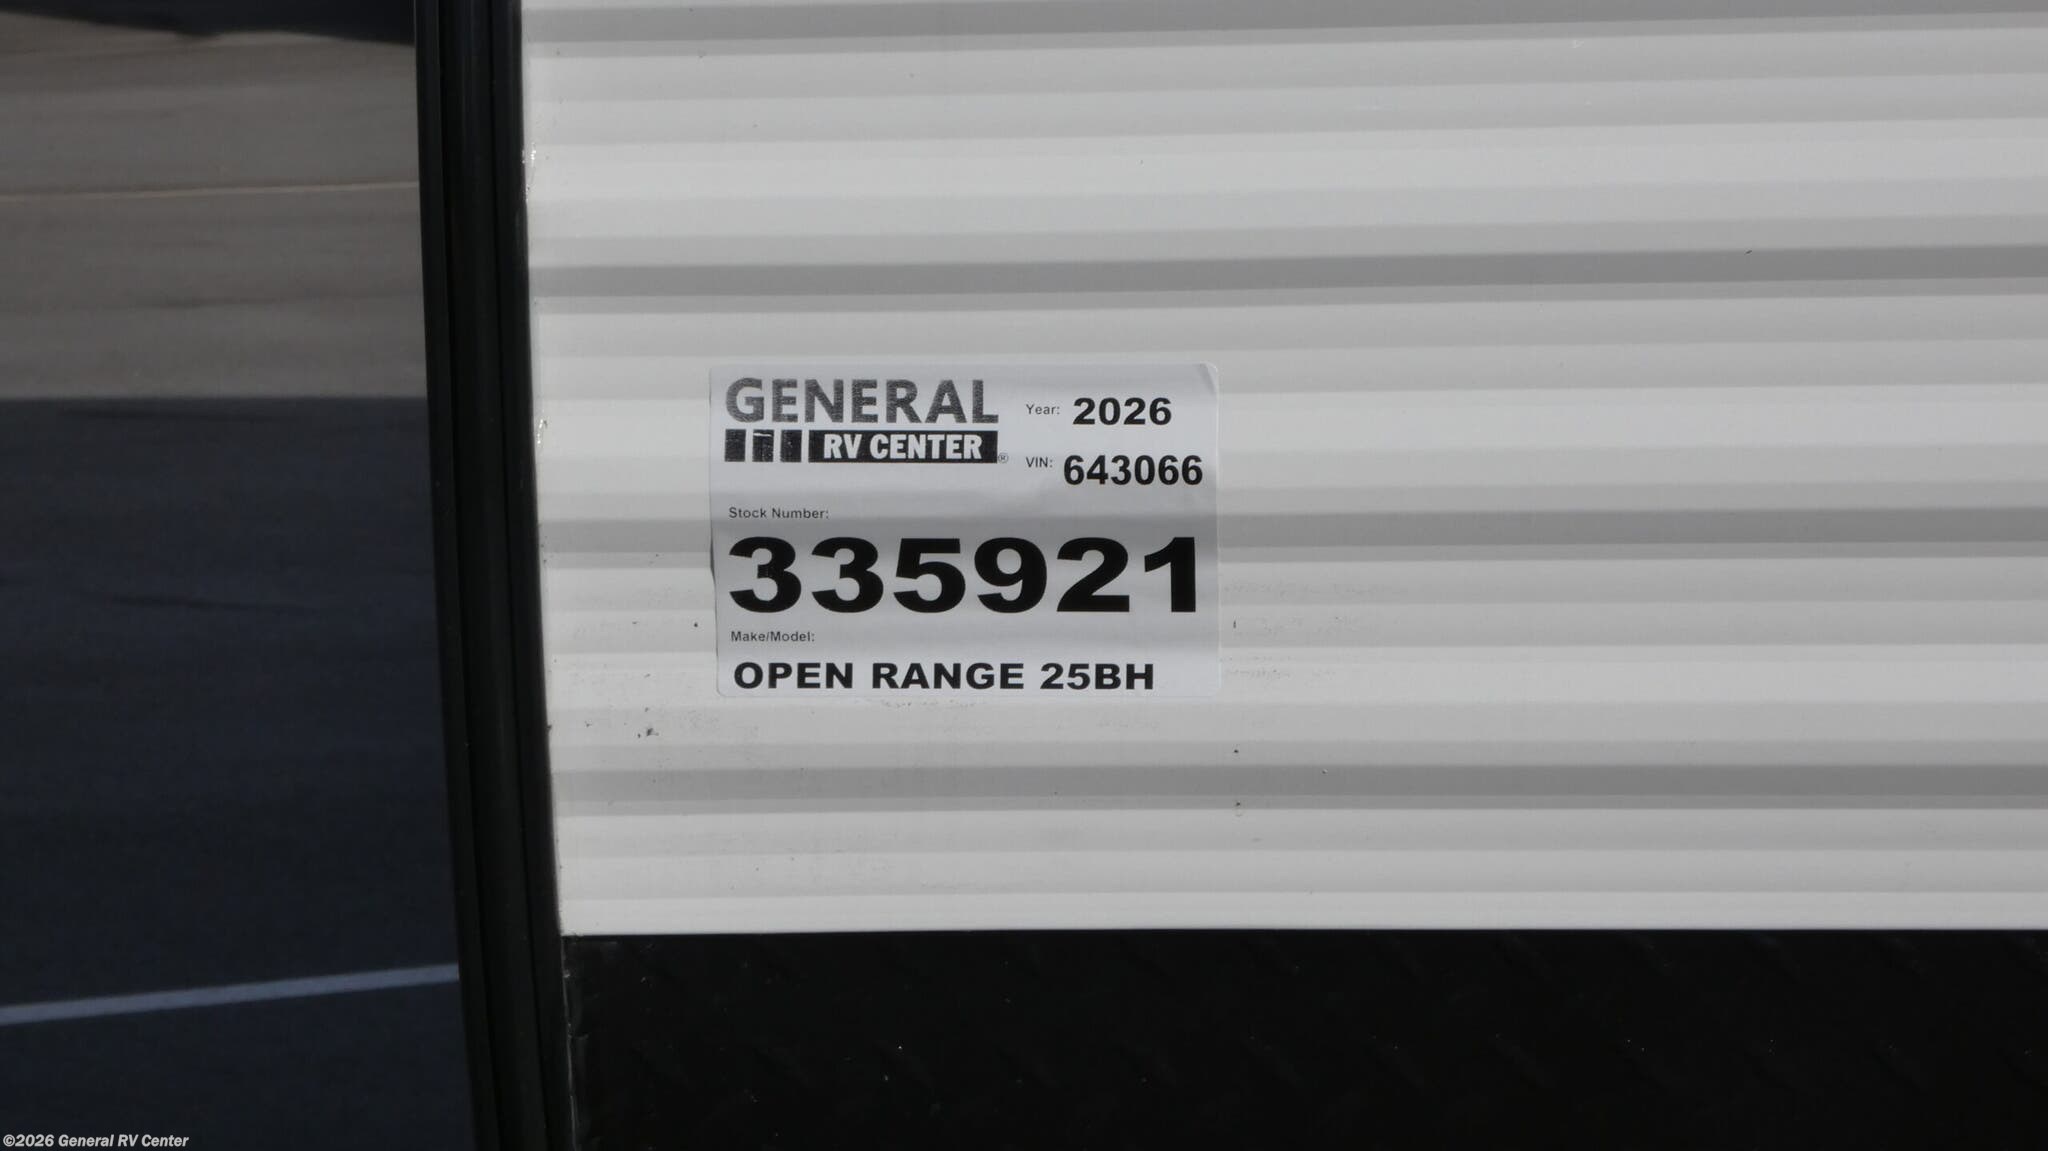 GENERAL
RV CENTER®
Year: 2026
VIN: 643066
Stock Number:
335921
Make/Model:
OPEN RANGE 25BH
©2026 General RV Center